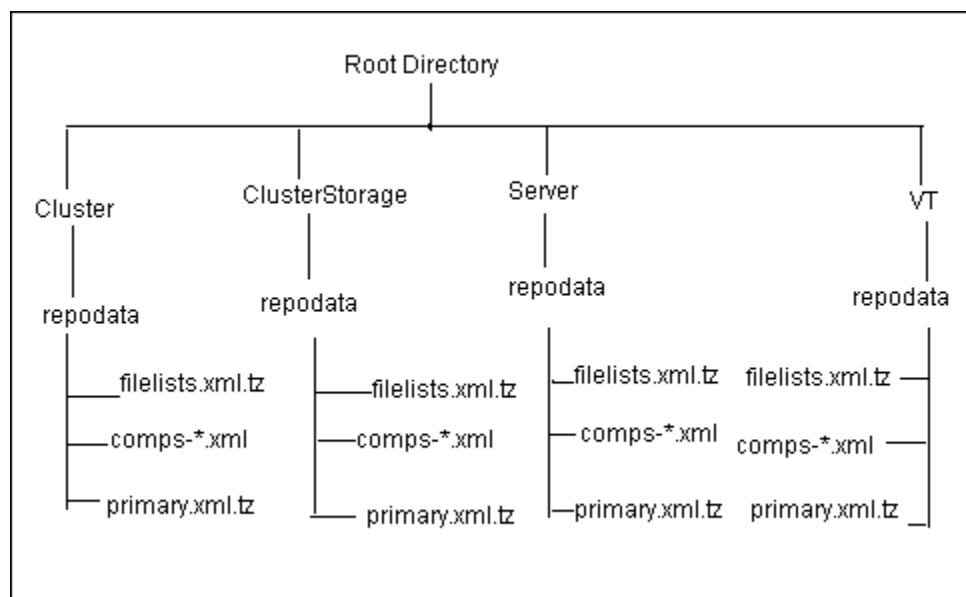 Root Directory
Cluster
ClusterStorage
Server
VT
repodata
repodata
repodata
repodata
filelists.xml.tz
filelists.xml.tz
filelists.xml.tz
filelists.xml.tz
comps-*.xml
comps-*.xml
comps-*.xml
comps-*.xml
primary.xml.tz
primary.xml.tz
primary.xml.tz
primary.xml.tz